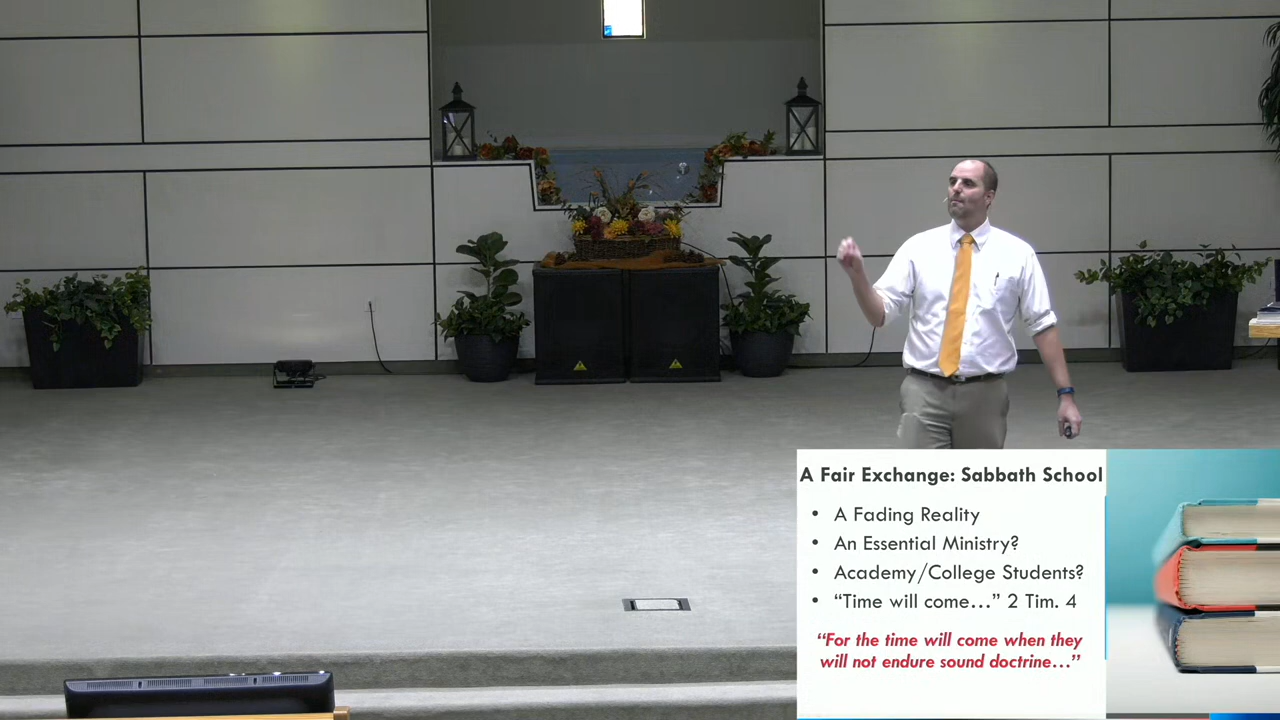 A Fair Exchange: Sabbath School
• A Fading Reality
• An Essential Ministry?
• Academy/College Students?
• “Time will come…” 2 Tim. 4
“For the time will come when they
will not endure sound doctrine…”